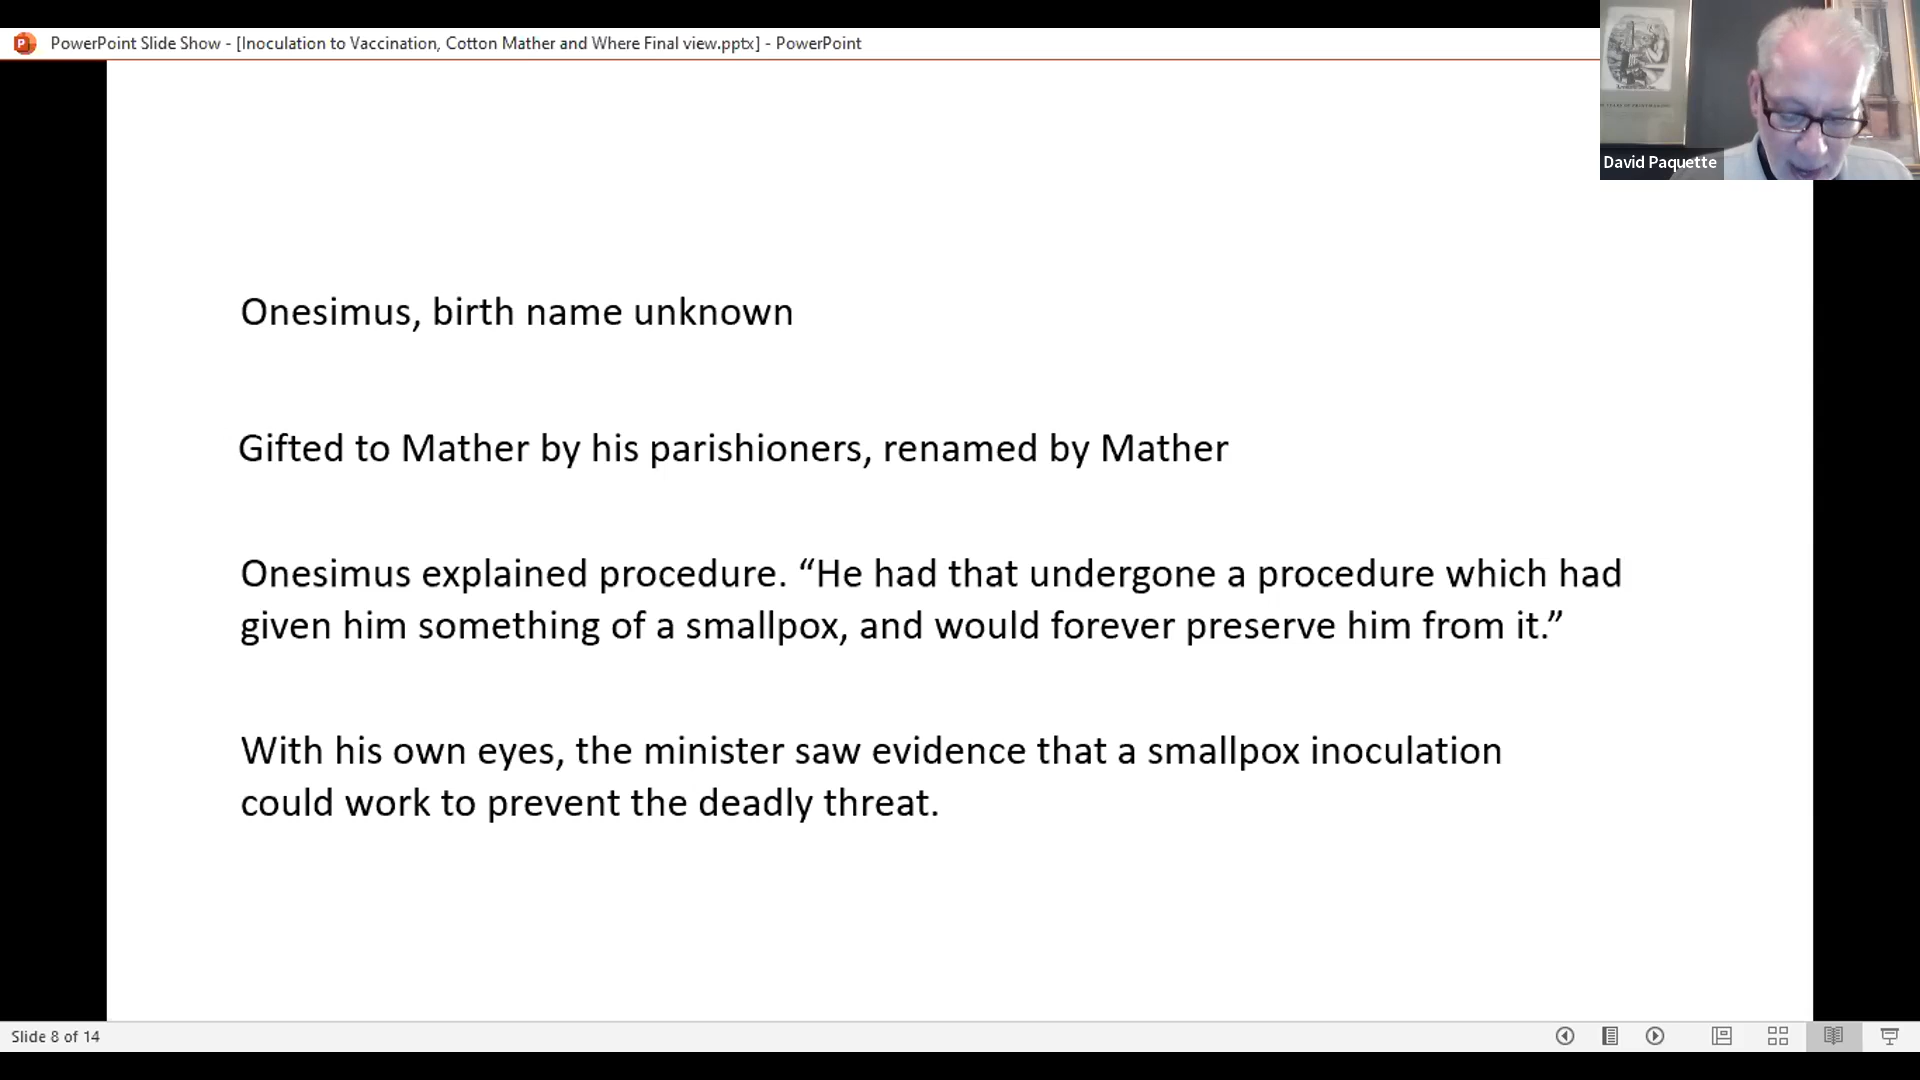 PowerPoint Slide Show - [Inoculation to Vaccination, Cotton Mather and Where Final view.pptx] - PowerPoint
David Paquette
Onesimus, birth name unknown
Gifted to Mather by his parishioners, renamed by Mather
Onesimus explained procedure. “He had that undergone a procedure which had
given him something of a smallpox, and would forever preserve him from it.”
With his own eyes, the minister saw evidence that a smallpox inoculation
could work to prevent the deadly threat.
Slide 8 of 14